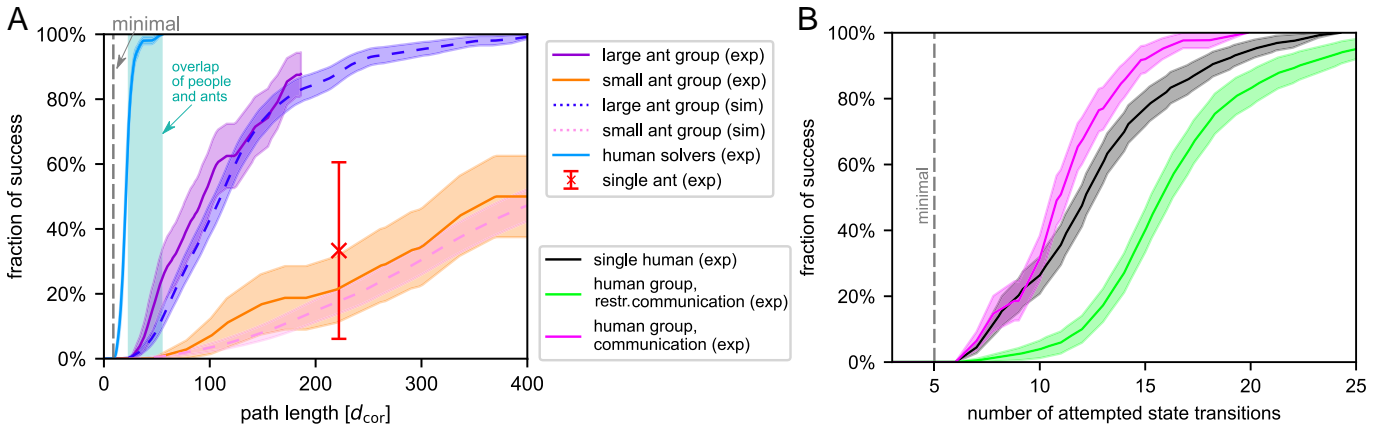 A
minimal
100%
80%
60%
40%
20%
0%
fraction of success
overlap
of people
and ants
0
100
200
300
400
path length [d_cor]
large ant group (exp)
small ant group (exp)
large ant group (sim)
small ant group (sim)
human solvers (exp)
single ant (exp)
single human (exp)
human group,
restr.communication (exp)
human group,
communication (exp)
B
100%
80%
60%
40%
20%
0%
fraction of success
minimal
5
10
15
20
25
number of attempted state transitions